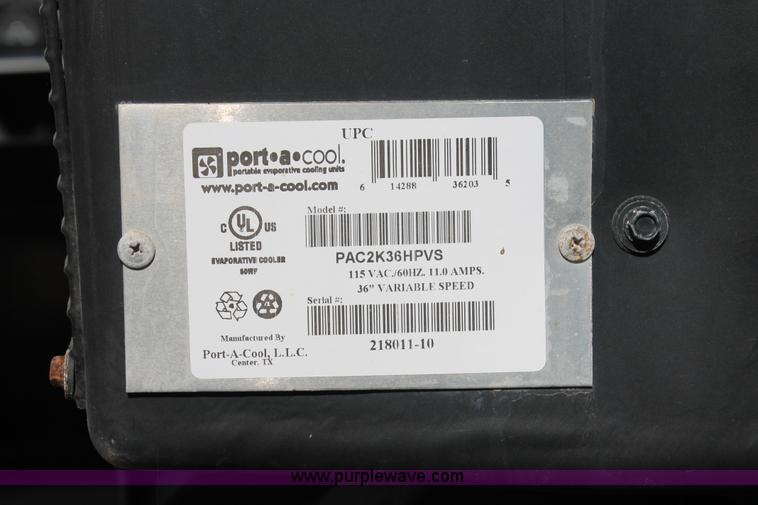 UPC
port•a•cool.
portable evaporative cooling units
www.port-a-cool.com
6 14288 36203 5
Model #:
C UL US
LISTED
EVAPORATIVE COOLER
60WF
PAC2K36HPVS
115 VAC./60HZ. 11.0 AMPS.
36" VARIABLE SPEED
Serial #:
218011-10
Manufactured By
Port-A-Cool, L.L.C.
Center, TX
www.purplewave.com